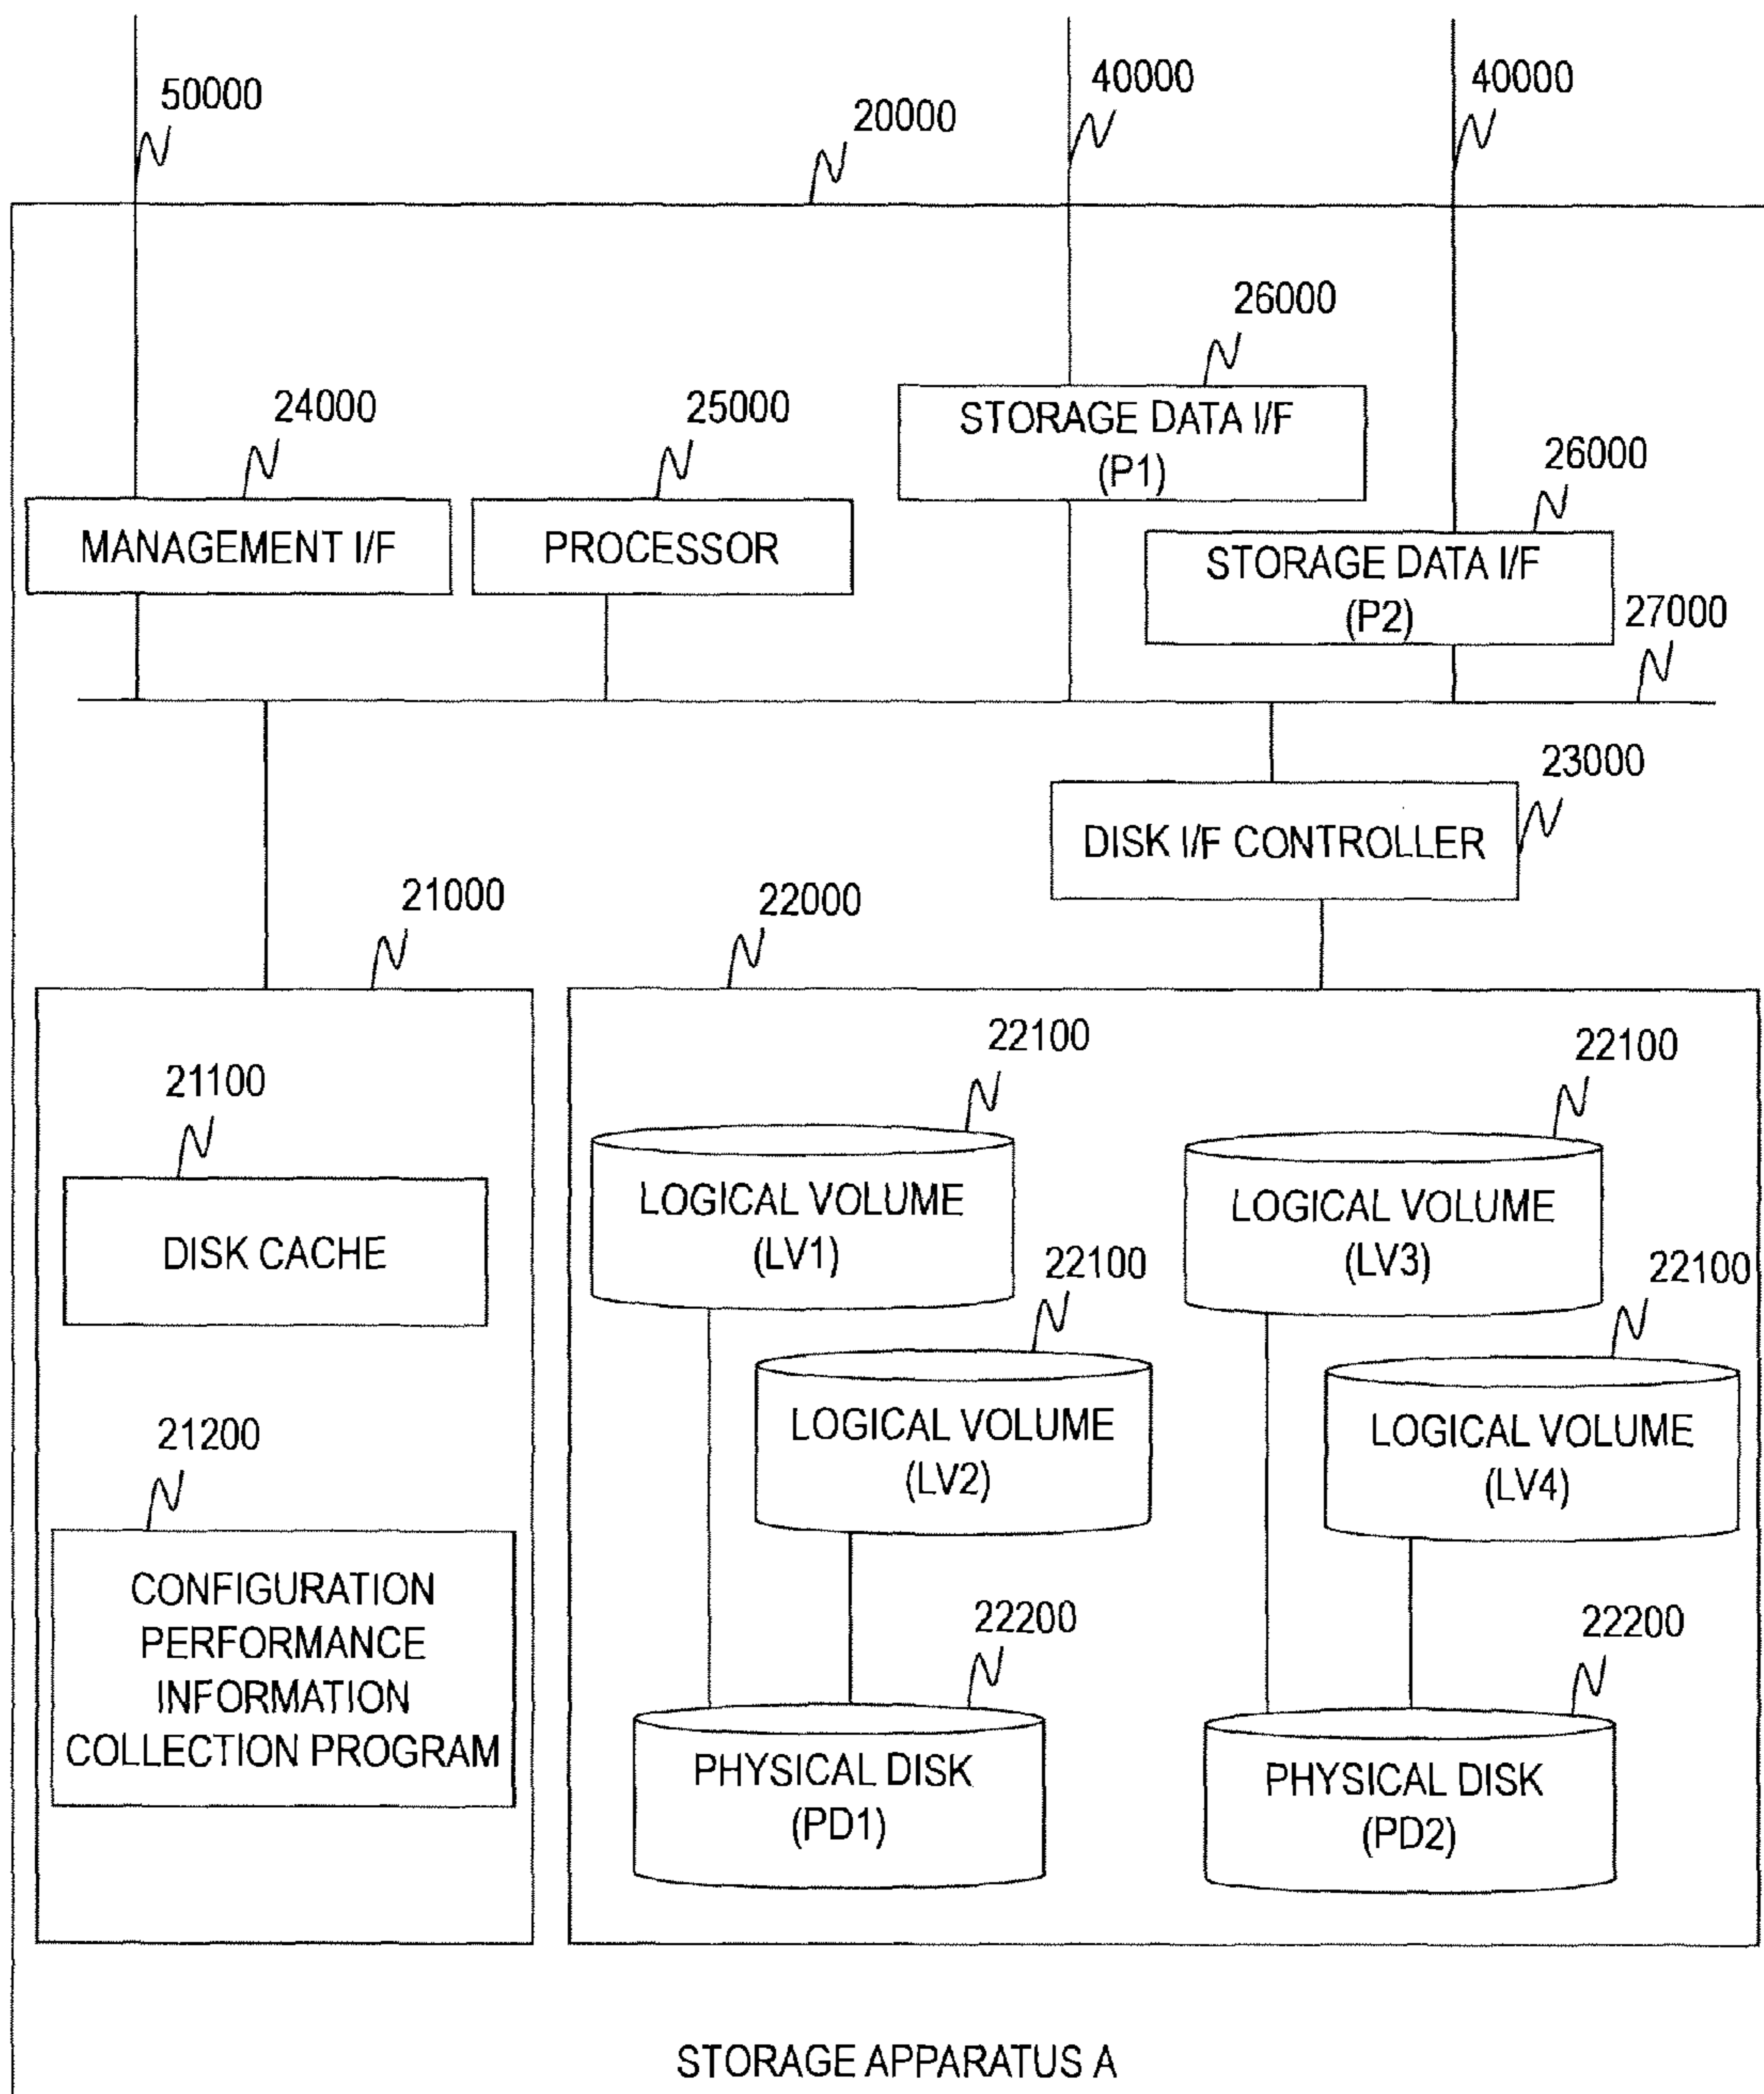 50000
20000
40000
40000
26000
STORAGE DATA I/F
(P1)
24000
25000
26000
MANAGEMENT I/F
PROCESSOR
STORAGE DATA I/F
(P2)
27000
23000
DISK I/F CONTROLLER
21000
22000
21100
DISK CACHE
21200
CONFIGURATION
PERFORMANCE
INFORMATION
COLLECTION PROGRAM
22100
LOGICAL VOLUME
(LV1)
22100
LOGICAL VOLUME
(LV3)
22100
LOGICAL VOLUME
(LV2)
22100
LOGICAL VOLUME
(LV4)
22200
PHYSICAL DISK
(PD1)
22200
PHYSICAL DISK
(PD2)
STORAGE APPARATUS A